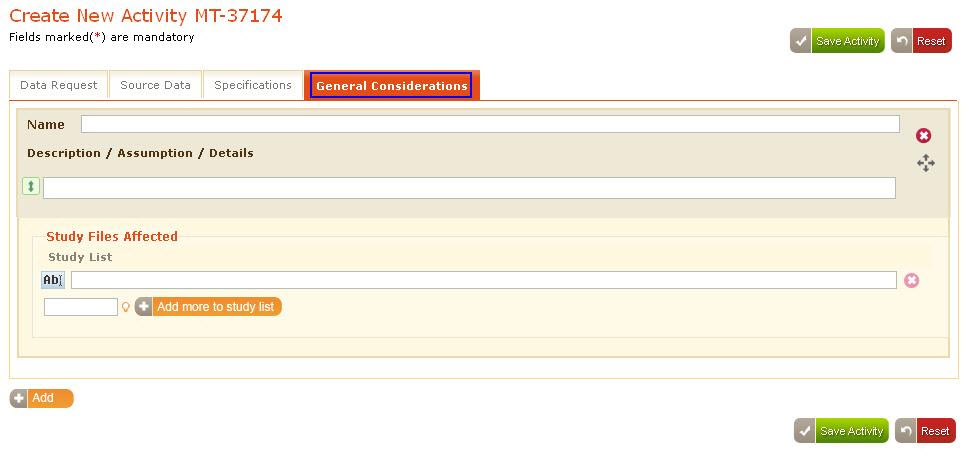 Create New Activity MT-37174
Fields marked(*) are mandatory
Save Activity Reset
Data Request Source Data Specifications General Considerations
Name
Description / Assumption / Details
Study Files Affected
Study List
Ab
Add more to study list
Add
Save Activity Reset